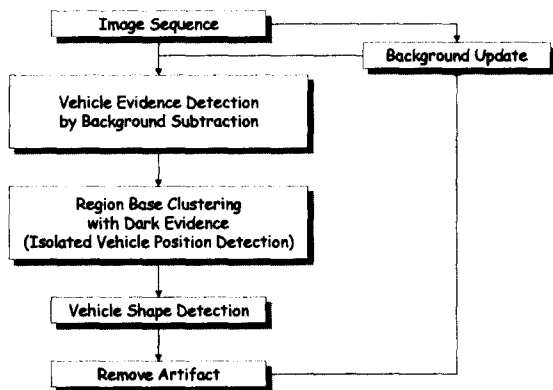 Image Sequence
Background Update
Vehicle Evidence Detection
by Background Subtraction
Region Base Clustering
with Dark Evidence
(Isolated Vehicle Position Detection)
Vehicle Shape Detection
Remove Artifact